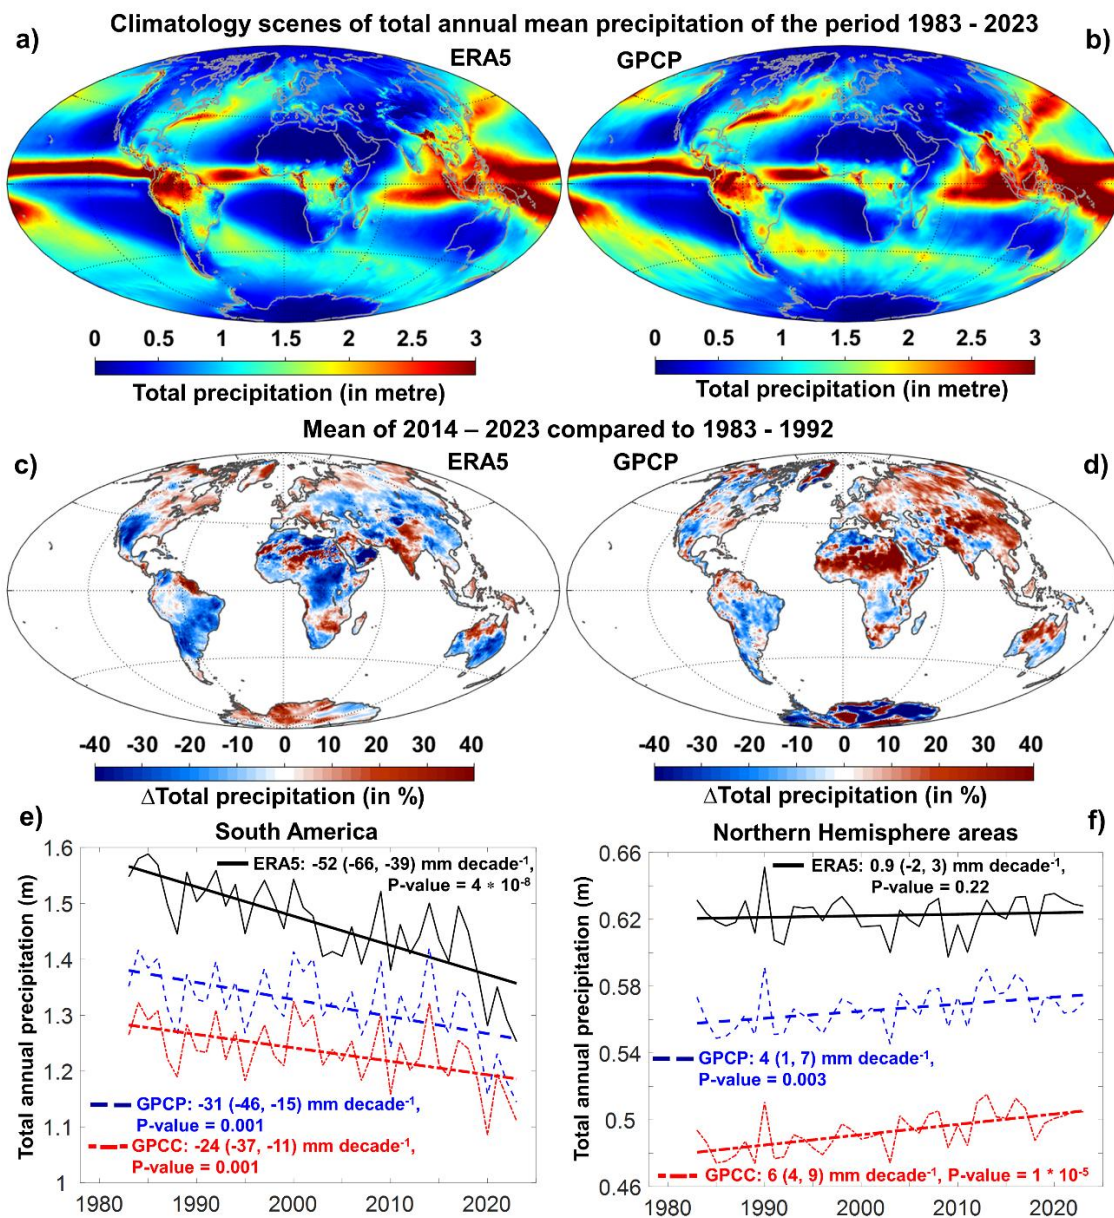 Climatology scenes of total annual mean precipitation of the period 1983 - 2023
a)
ERA5
GPCP
b)
0 0.5 1 1.5 2 2.5 3
Total precipitation (in metre)
0 0.5 1 1.5 2 2.5 3
Total precipitation (in metre)
Mean of 2014 – 2023 compared to 1983 - 1992
c)
ERA5
GPCP
d)
-40 -30 -20 -10 0 10 20 30 40
∆Total precipitation (in %)
-40 -30 -20 -10 0 10 20 30 40
∆Total precipitation (in %)
e)
South America
Total annual precipitation (m)
1.6
1.5
1.4
1.3
1.2
1.1
1
ERA5: -52 (-66, -39) mm decade⁻¹,
P-value = 4 * 10⁻⁸
GPCP: -31 (-46, -15) mm decade⁻¹,
P-value = 0.001
GPCC: -24 (-37, -11) mm decade⁻¹
P-value = 0.001
1980 1990 2000 2010 2020
Northern Hemisphere areas
f)
Total annual precipitation (m)
0.66
0.62
0.58
0.54
0.5
0.46
ERA5: 0.9 (-2, 3) mm decade⁻¹,
P-value = 0.22
GPCP: 4 (1, 7) mm decade⁻¹,
P-value = 0.003
GPCC: 6 (4, 9) mm decade⁻¹, P-value = 1 * 10⁻⁵
1980 1990 2000 2010 2020